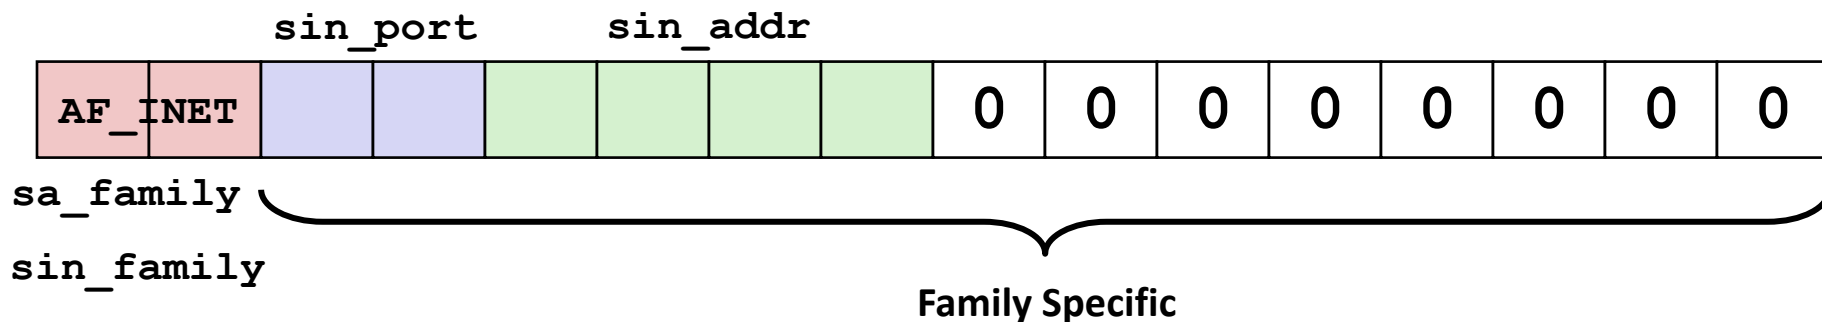 sin_port sin_addr
AF_INET 0 0 0 0 0 0 0 0
sa_family
sin_family
Family Specific